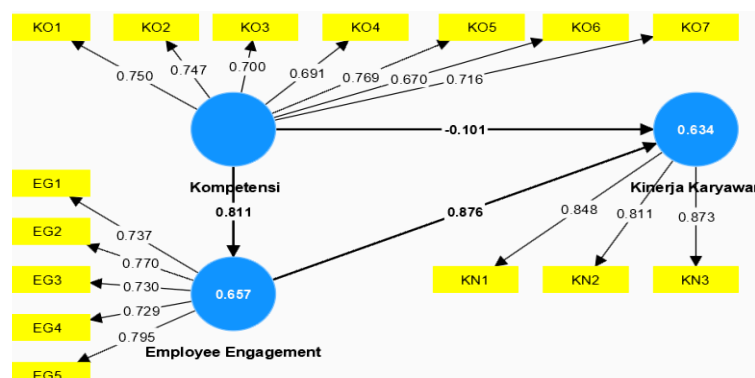 KO1 KO2 KO3 KO4 KO5 KO6 KO7
0.750 0.747 0.700 0.691 0.769 0.670 0.716
-0.101
0.634
Kompetensi
Kinerja Karyawan
EG1
EG2
EG3
EG4
EG5
0.737
0.770
0.730
0.729
0.795
0.811
0.876
0.848 0.811 0.873
KN1 KN2 KN3
0.657
Employee Engagement